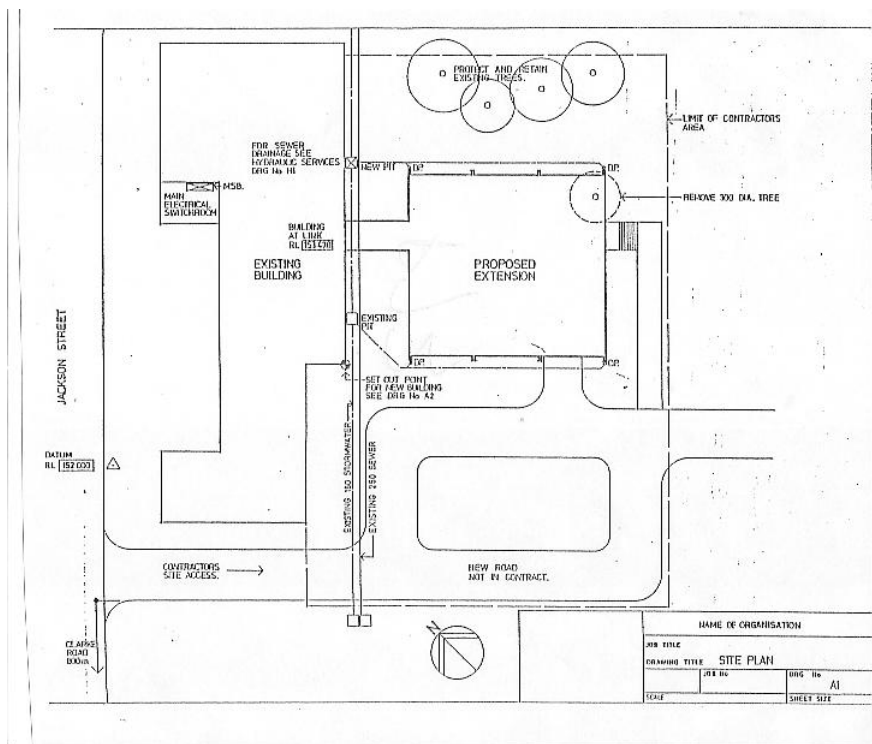 PROTECT AND RETAIN
EXISTING TREES.
LIMIT OF CONTRACTORS
AREA
FOR SEWER
DRAINAGE SEE
HYDRAULIC SERVICES
DRG No H1
NEW PIT
DP.
DP.
MSB.
MAIN
ELECTRICAL
SWITCHROOM
REMOVE 300 DIA. TREE
BUILDING
AT LINK
RL 153.470
EXISTING
BUILDING
PROPOSED
EXTENSION
EXISTING
PIT
DP.
DP.
SET OUT POINT
FOR NEW BUILDING
SEE DRG No A2
JACKSON STREET
DATUM
RL 152.000
EXISTING 150 STORMWATER
EXISTING 250 SEWER
CONTRACTORS
SITE ACCESS.
NEW ROAD
NOT IN CONTRACT.
CLARKE
ROAD
800m
N
NAME OF ORGANISATION
JOB TITLE
DRAWING TITLE SITE PLAN
JOB No
DRG No
A1
SCALE
SHEET SIZE